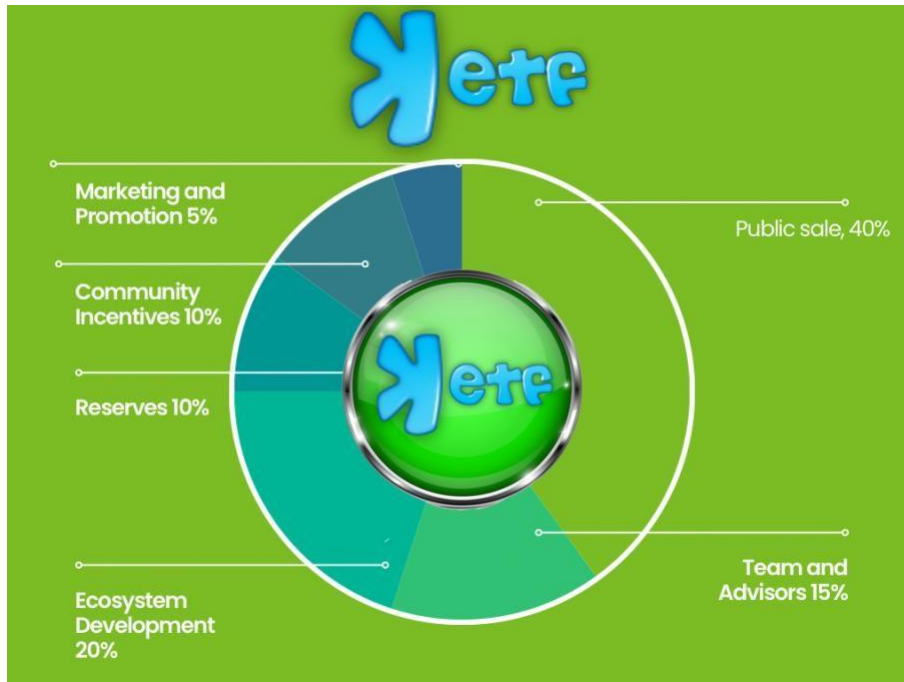 Ketf
Marketing and
Promotion 5%
Public sale, 40%
Community
Incentives 10%
Ketf
Reserves 10%
Team and
Advisors 15%
Ecosystem
Development
20%